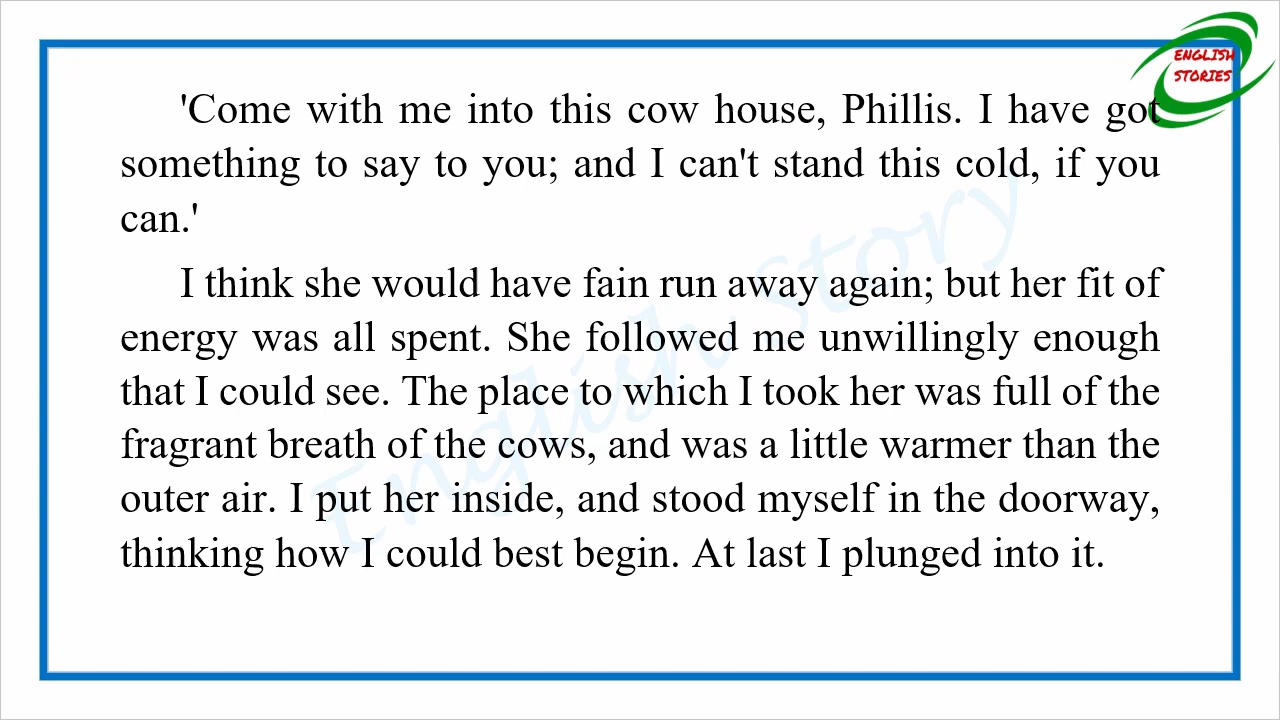 ENGLISH
STORIES
'Come with me into this cow house, Phillis. I have got
something to say to you; and I can't stand this cold, if you
can.'
I think she would have fain run away again; but her fit of
energy was all spent. She followed me unwillingly enough
that I could see. The place to which I took her was full of the
fragrant breath of the cows, and was a little warmer than the
outer air. I put her inside, and stood myself in the doorway,
thinking how I could best begin. At last I plunged into it.
English Story